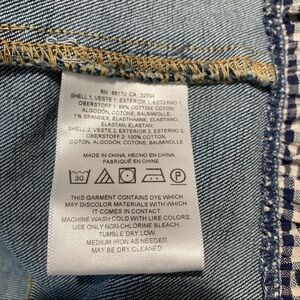 RN : 66170 CA : 32054
SHELL 1, VESTE 1, EXTERIOR 1, ESTERNO 1,
OBERSTOFF 1: 99% COTTON, COTON,
ALGODÓN, COTONE, BAUMWOLLE;
1% SPANDEX, ÉLASTHANNE, ELASTANO,
ELASTAN, ELASTAN;
SHELL 2, VESTE 2, EXTERIOR 2, ESTERNO 2,
OBERSTOFF 2: 100% COTTON,
COTON, ALGODÓN, COTONE, BAUMWOLLE
MADE IN CHINA, HECHO EN CHINA,
FABRIQUÉ EN CHINE
30 P
THIS GARMENT CONTAINS DYE WHICH
MAY DISCOLOR MATERIALS WITH WHICH
IT COMES IN CONTACT
MACHINE WASH COLD WITH LIKE COLORS.
USE ONLY NON-CHLORINE BLEACH.
TUMBLE DRY LOW.
MEDIUM IRON AS NEEDED.
MAY BE DRY CLEANED.